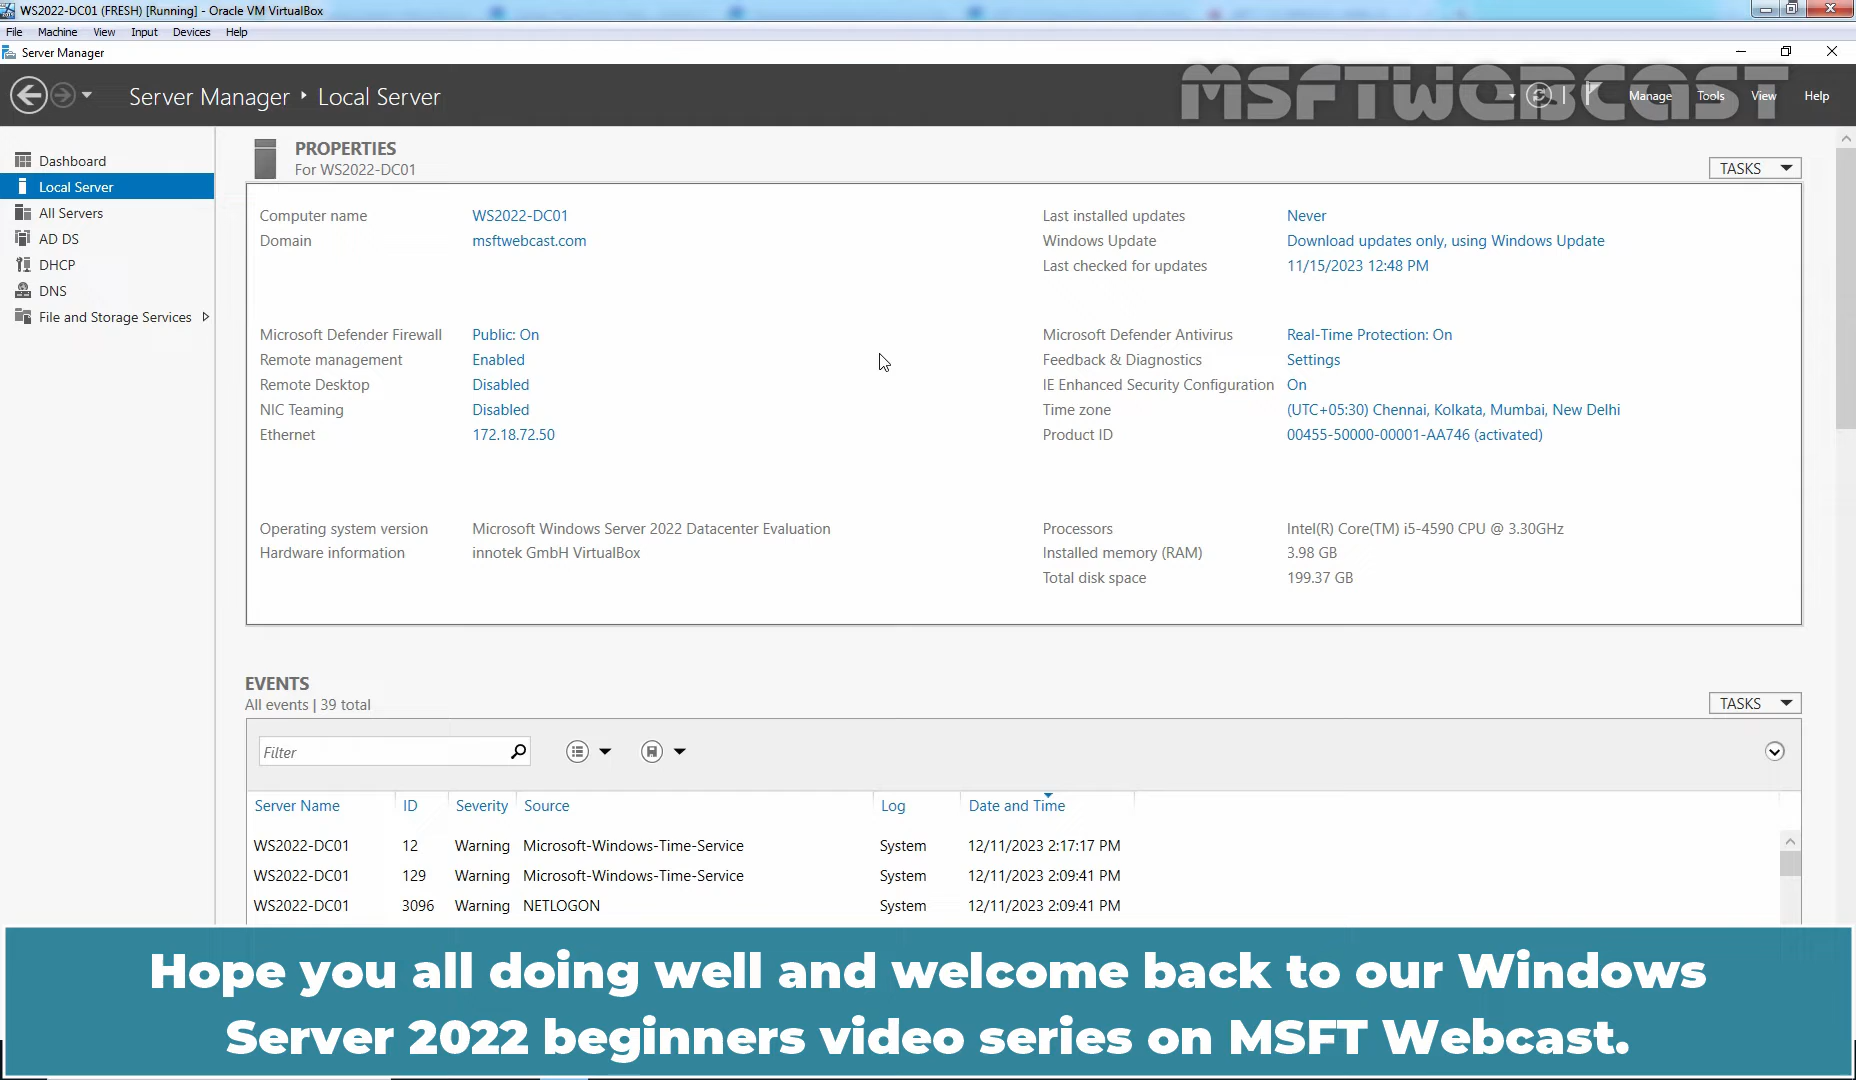 WS2022-DC01 (FRESH) [Running] - Oracle VM VirtualBox
File Machine View Input Devices Help
Server Manager
Server Manager Local Server
MSFTWEBCAST
Manage Tools View Help
Dashboard
Local Server
All Servers
AD DS
DHCP
DNS
File and Storage Services
PROPERTIES
For WS2022-DC01
TASKS
Computer name WS2022-DC01
Domain msftwebcast.com
Last installed updates Never
Windows Update Download updates only, using Windows Update
Last checked for updates 11/15/2023 12:48 PM
Microsoft Defender Firewall Public: On
Remote management Enabled
Remote Desktop Disabled
NIC Teaming Disabled
Ethernet 172.18.72.50
Microsoft Defender Antivirus Real-Time Protection: On
Feedback & Diagnostics Settings
IE Enhanced Security Configuration On
Time zone (UTC+05:30) Chennai, Kolkata, Mumbai, New Delhi
Product ID 00455-50000-00001-AA746 (activated)
Operating system version Microsoft Windows Server 2022 Datacenter Evaluation
Hardware information innotek GmbH VirtualBox
Processors Intel(R) Core(TM) i5-4590 CPU @ 3.30GHz
Installed memory (RAM) 3.98 GB
Total disk space 199.37 GB
EVENTS
All events | 39 total
TASKS
Filter
Server Name ID Severity Source Log Date and Time
WS2022-DC01 12 Warning Microsoft-Windows-Time-Service System 12/11/2023 2:17:17 PM
WS2022-DC01 129 Warning Microsoft-Windows-Time-Service System 12/11/2023 2:09:41 PM
WS2022-DC01 3096 Warning NETLOGON System 12/11/2023 2:09:41 PM
Hope you all doing well and welcome back to our Windows
Server 2022 beginners video series on MSFT Webcast.